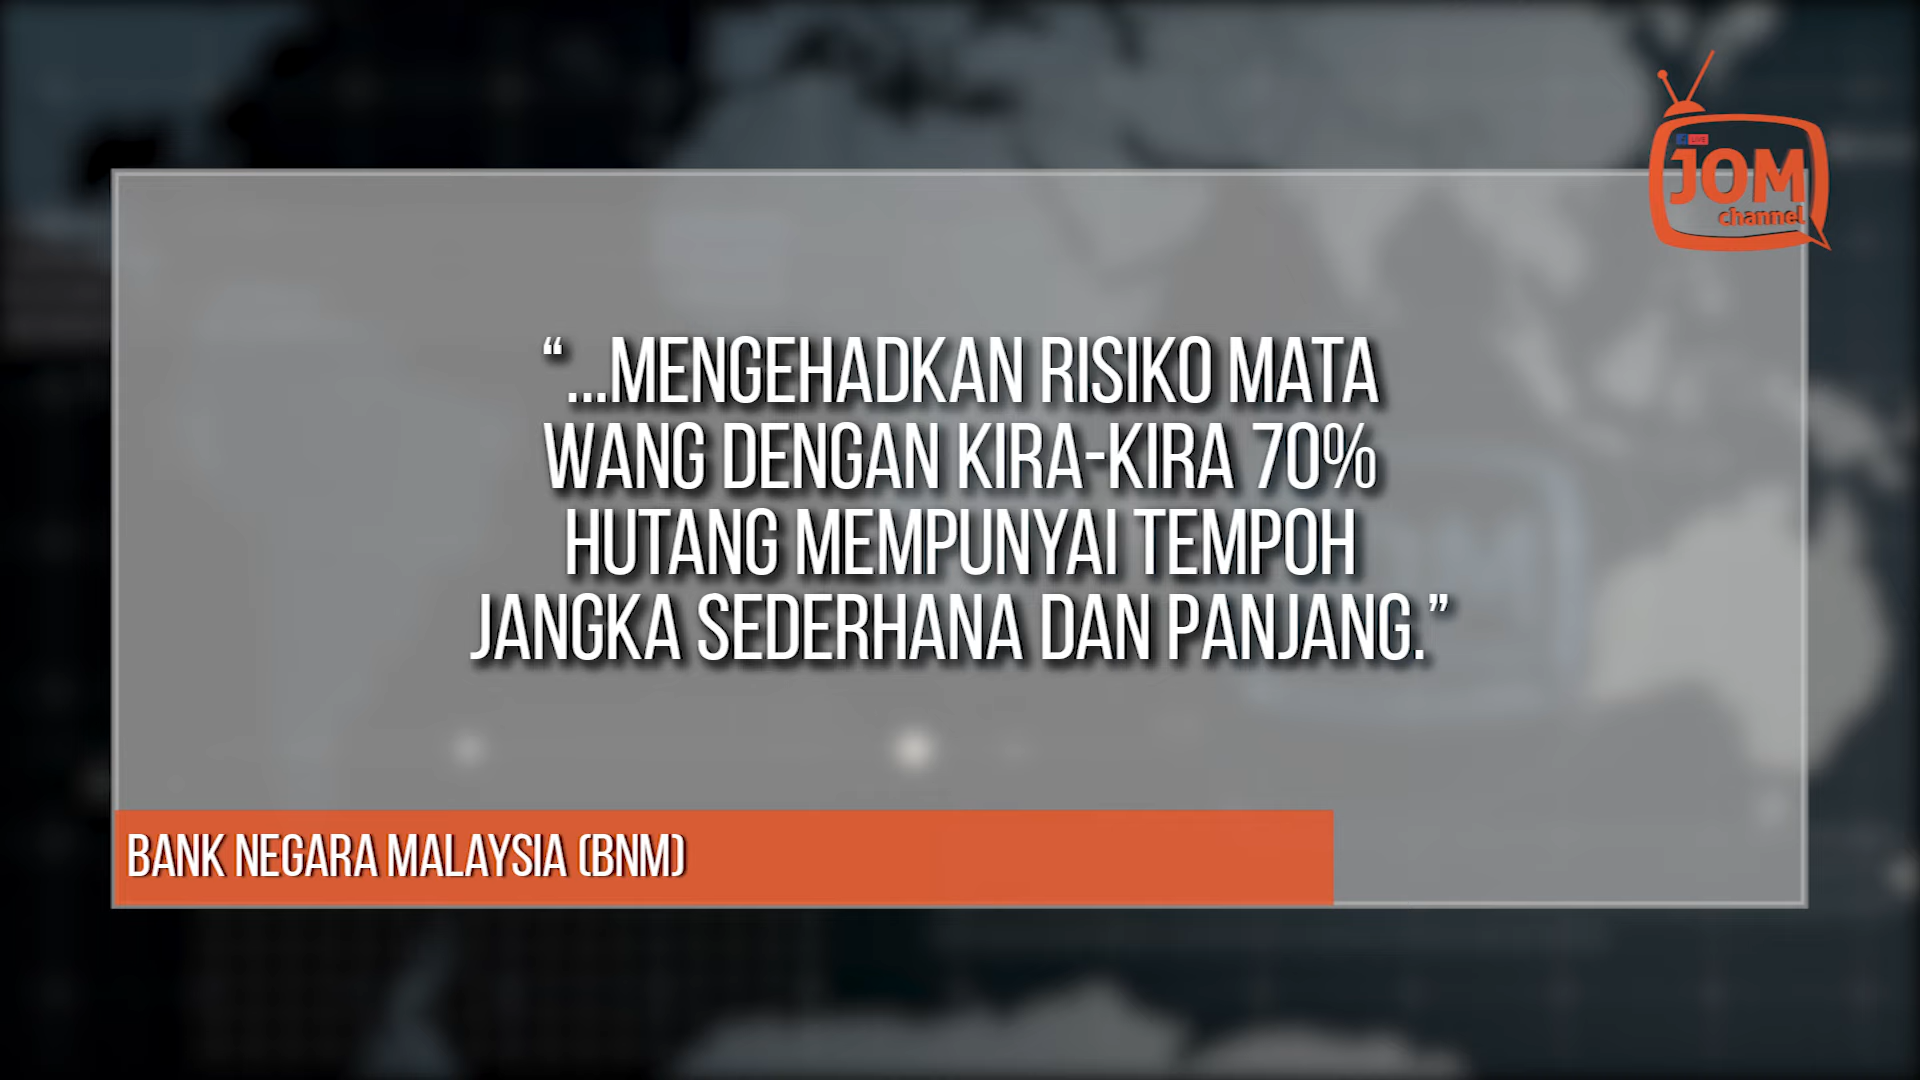 LIVE
JOM
channel
“...MENGEHADKAN RISIKO MATA
WANG DENGAN KIRA-KIRA 70%
HUTANG MEMPUNYAI TEMPOH
JANGKA SEDERHANA DAN PANJANG.”
BANK NEGARA MALAYSIA (BNM)